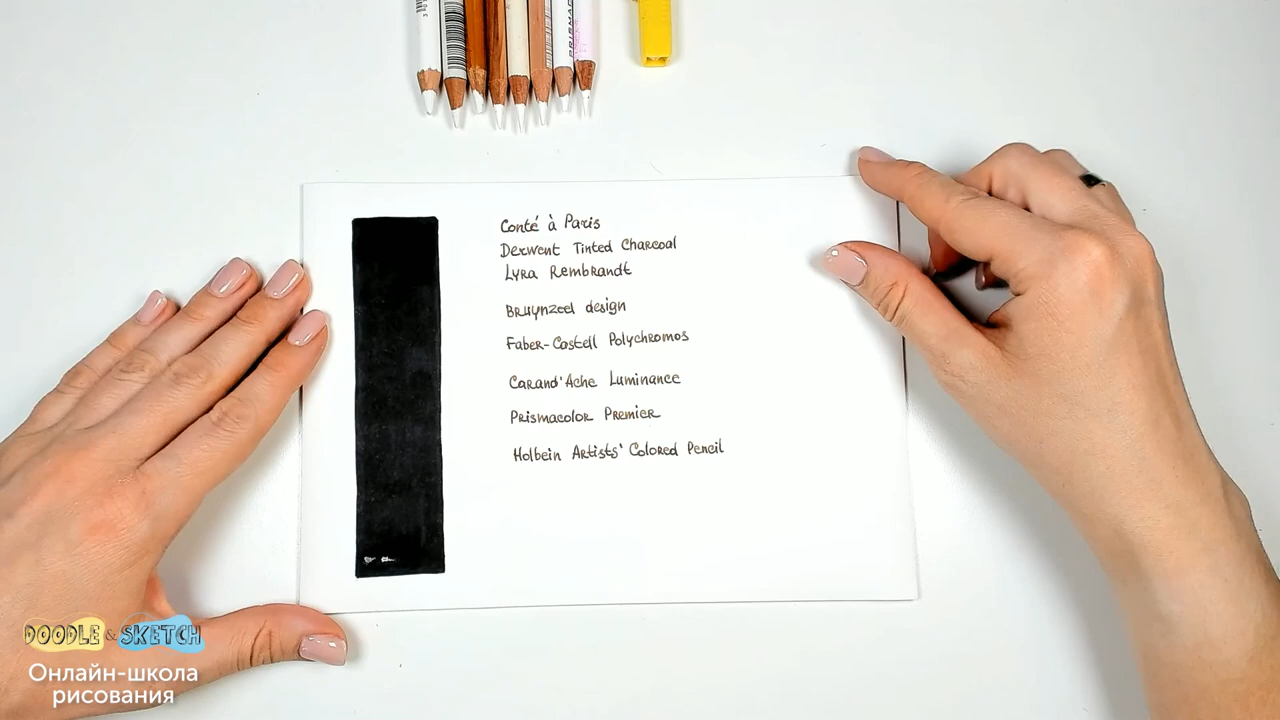 PRISMA
Conté à Paris
Derwent Tinted Charcoal
Lyra Rembrandt
Bruynzeel design
Faber-Castell Polychromos
Carand'Ache Luminance
Prismacolor Premier
Holbein Artists' Colored Pencil
DOODLE & SKETCH
Онлайн-школа
рисования